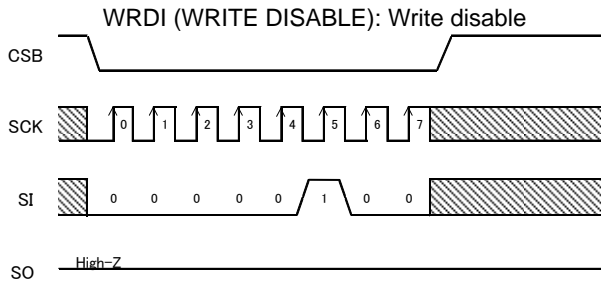 WRDI (WRITE DISABLE): Write disable
CSB
SCK 0 1 2 3 4 5 6 7
SI 0 0 0 0 0 1 0 0
High-Z
SO